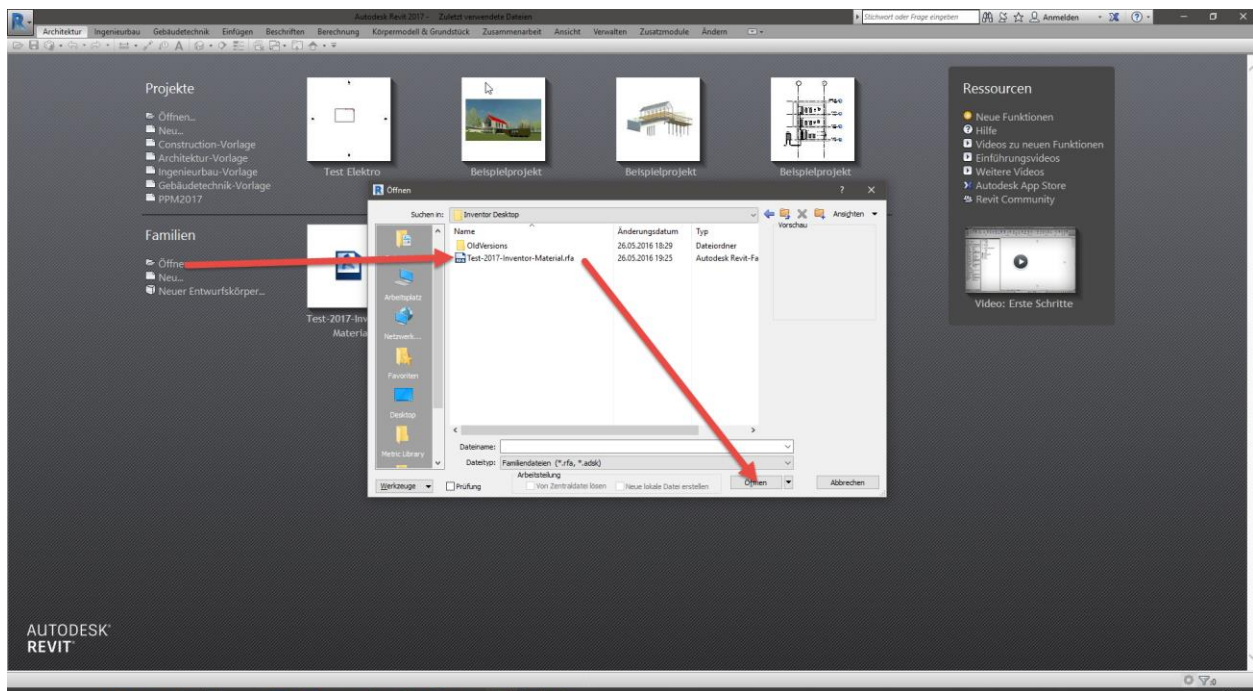 Autodesk Revit 2017 - Zuletzt verwendete Dateien
Stichwort oder Frage eingeben
Anmelden
Architektur Ingenieurbau Gebäudetechnik Einfügen Beschriften Berechnung Körpermodell & Grundstück Zusammenarbeit Ansicht Verwalten Zusatzmodule Ändern
Projekte
Öffnen...
Neu...
Construction-Vorlage
Architektur-Vorlage
Ingenieurbau-Vorlage
Gebäudetechnik-Vorlage
PPM2017
Test Elektro
Beispielprojekt
Beispielprojekt
Beispielprojekt
Ressourcen
Neue Funktionen
Hilfe
Videos zu neuen Funktionen
Einführungsvideos
Weitere Videos
Autodesk App Store
Revit Community
Video: Erste Schritte
Familien
Neu...
Neuer Entwurfskörper...
Öffnen
Suchen in: Inventor Desktop
Ansichten
Name Änderungsdatum Typ
Vorschau
OldVersions 26.05.2016 18:29 Dateiordner
Test-2017-Inventor-Material.rfa 26.05.2016 19:25 Autodesk Revit-Fa
Arbeitsplatz
Netzwerk...
Favoriten
Desktop
Metric Library
Dateiname:
Dateityp: Familiendateien (*.rfa, *.adsk)
Arbeitsteilung
Werkzeuge
Prüfung
Von Zentraldatei lösen
Neue lokale Datei erstellen
Öffnen
Abbrechen
AUTODESK®
REVIT®
:0